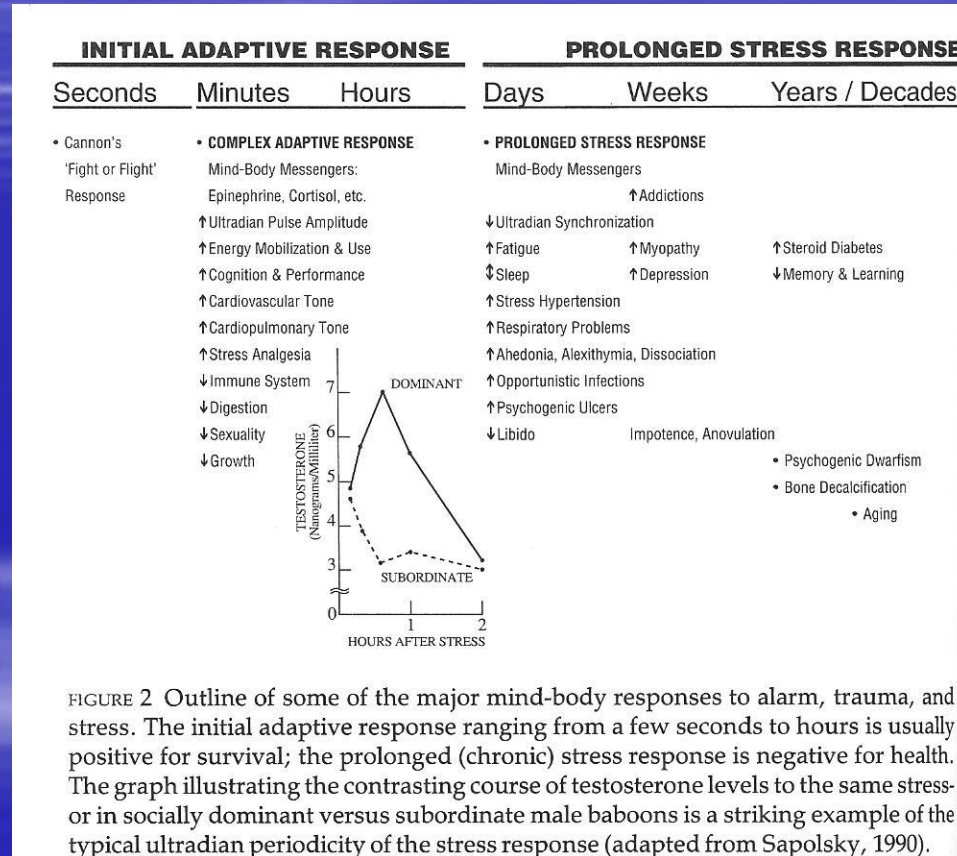 INITIAL ADAPTIVE RESPONSE
PROLONGED STRESS RESPONSE
Seconds
Minutes
Hours
Days
Weeks
Years / Decades
• Cannon's
'Fight or Flight'
Response
• COMPLEX ADAPTIVE RESPONSE
Mind-Body Messengers:
Epinephrine, Cortisol, etc.
↑Ultradian Pulse Amplitude
↑Energy Mobilization & Use
↑Cognition & Performance
↑Cardiovascular Tone
↑Cardiopulmonary Tone
↑Stress Analgesia
↓Immune System
↓Digestion
↓Sexuality
↓Growth
7
6
5
4
3
0
TESTOSTERONE
(Nanograms/Milliliter)
DOMINANT
SUBORDINATE
1
2
HOURS AFTER STRESS
• PROLONGED STRESS RESPONSE
Mind-Body Messengers
↑Addictions
↓Ultradian Synchronization
↑Fatigue
↑Myopathy
↑Steroid Diabetes
↕Sleep
↑Depression
↓Memory & Learning
↑Stress Hypertension
↑Respiratory Problems
↑Ahedonia, Alexithymia, Dissociation
↑Opportunistic Infections
↑Psychogenic Ulcers
↓Libido
Impotence, Anovulation
• Psychogenic Dwarfism
• Bone Decalcification
• Aging
FIGURE 2 Outline of some of the major mind-body responses to alarm, trauma, and
stress. The initial adaptive response ranging from a few seconds to hours is usually
positive for survival; the prolonged (chronic) stress response is negative for health.
The graph illustrating the contrasting course of testosterone levels to the same stress-
or in socially dominant versus subordinate male baboons is a striking example of the
typical ultradian periodicity of the stress response (adapted from Sapolsky, 1990).